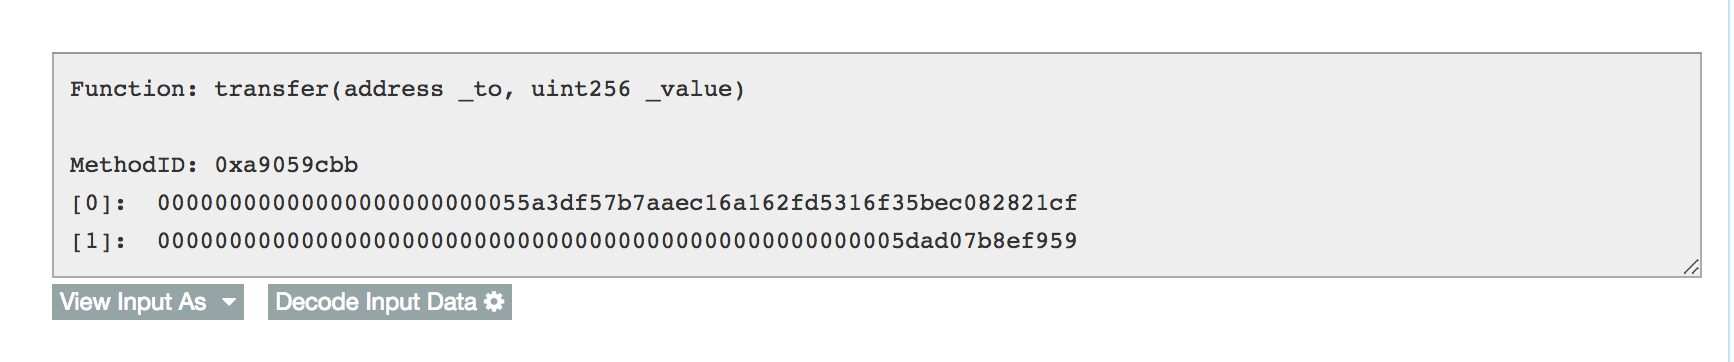 Function: transfer(address _to, uint256 _value)
MethodID: 0xa9059cbb
[0]: 00000000000000000000000055a3df57b7aaec16a162fd5316f35bec082821cf
[1]: 0000000000000000000000000000000000000000000000000005dad07b8ef959
View Input As
Decode Input Data